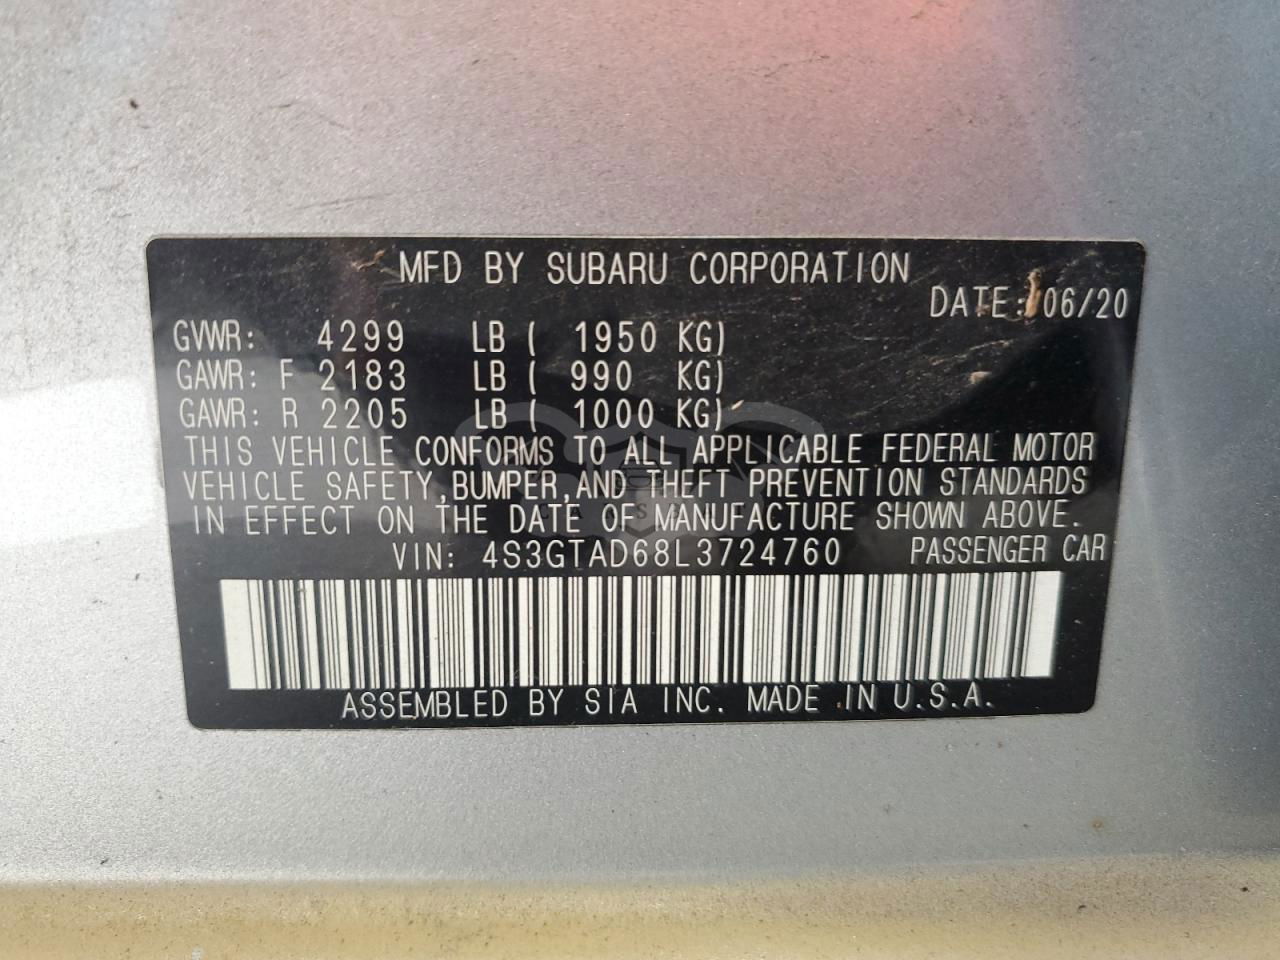 MFD BY SUBARU CORPORATION
DATE: 06/20
GVWR: 4299 LB ( 1950 KG)
GAWR: F 2183 LB ( 990 KG)
GAWR: R 2205 LB ( 1000 KG)
THIS VEHICLE CONFORMS TO ALL APPLICABLE FEDERAL MOTOR
VEHICLE SAFETY,BUMPER,AND THEFT PREVENTION STANDARDS
IN EFFECT ON THE DATE OF MANUFACTURE SHOWN ABOVE.
VIN: 4S3GTAD68L3724760 PASSENGER CAR
ASSEMBLED BY SIA INC. MADE IN U.S.A.